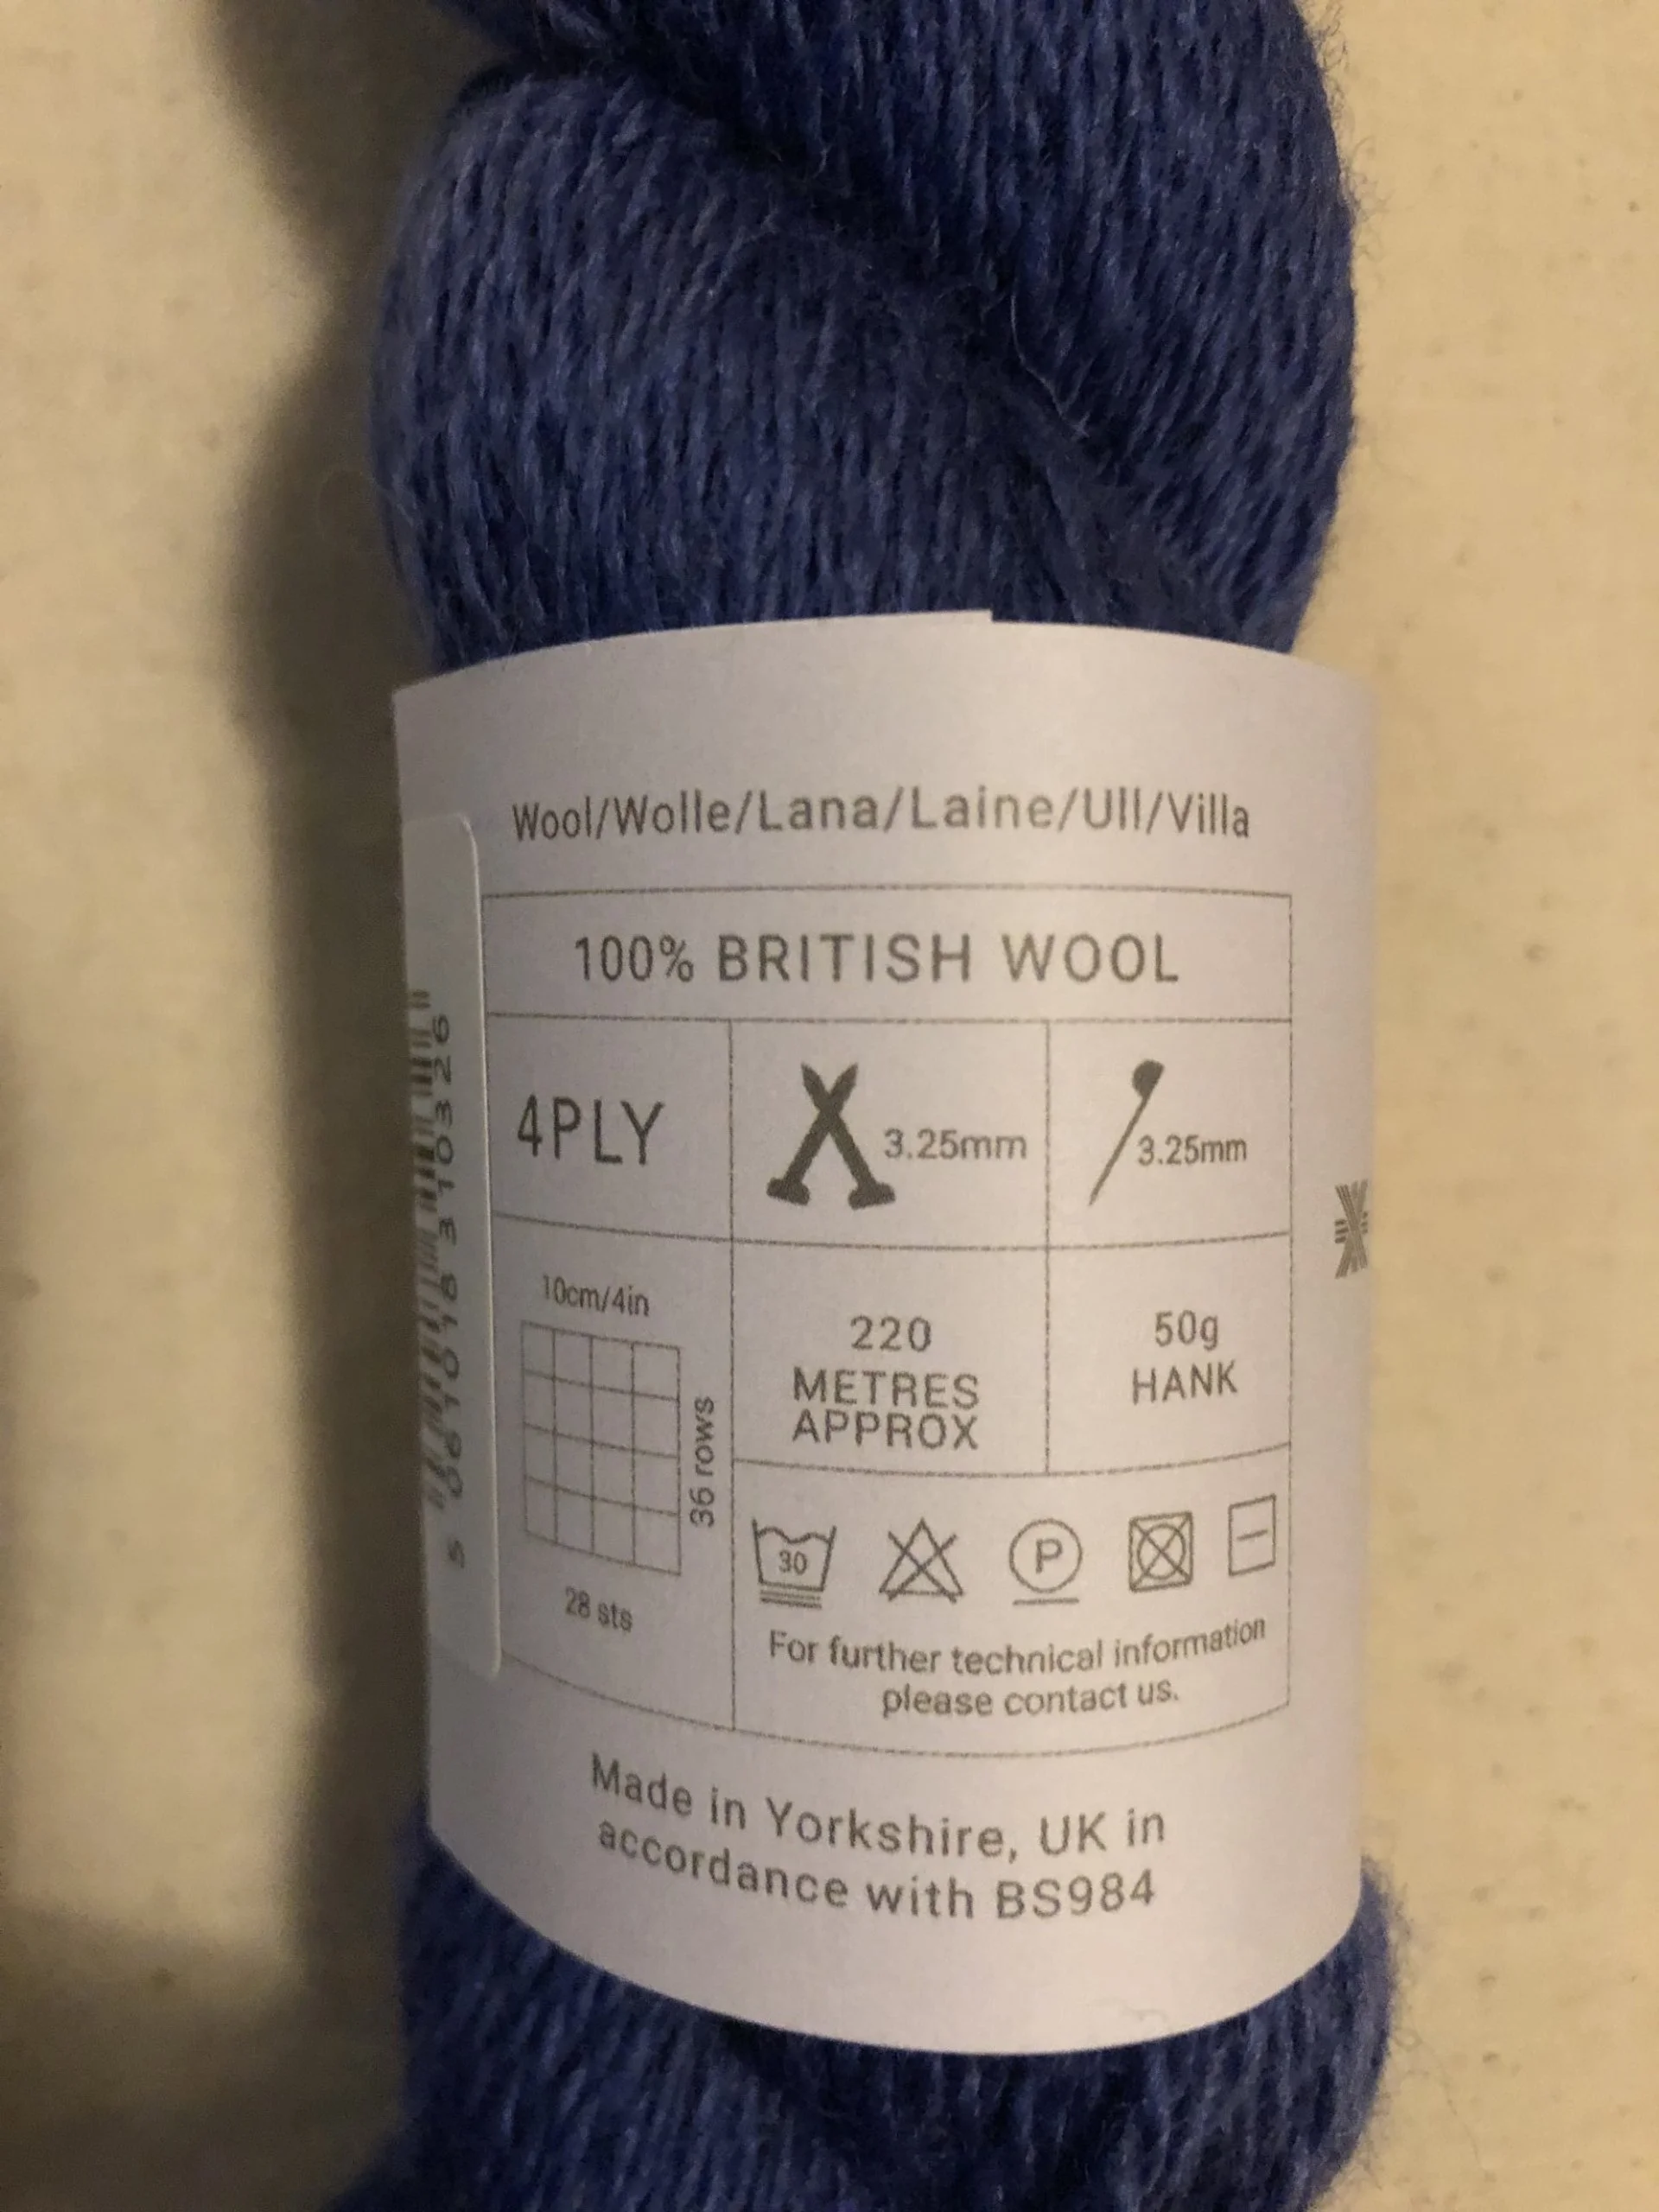 Wool/Wolle/Lana/Laine/Ull/Villa
100% BRITISH WOOL
4PLY
3.25mm
3.25mm
10cm/4in
36 rows
28 sts
220
METRES
APPROX
50g
HANK
30
P
For further technical information
please contact us.
Made in Yorkshire, UK in
accordance with BS984